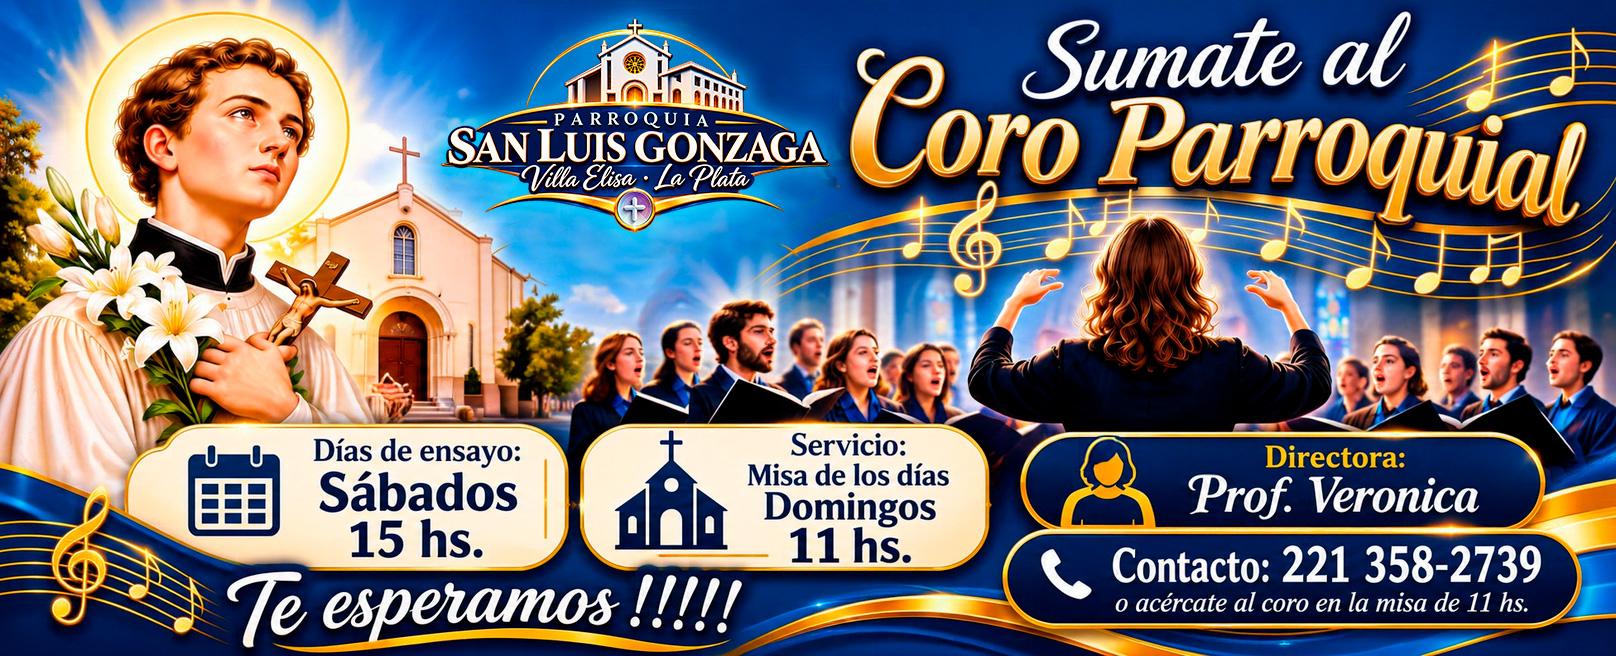 PARROQUIA
SAN LUIS GONZAGA
Villa Elisa · La Plata
Sumate al
Coro Parroquial
Días de ensayo:
Sábados
15 hs.
Servicio:
Misa de los días
Domingos
11 hs.
Directora:
Prof. Veronica
Contacto: 221 358-2739
o acércate al coro en la misa de 11 hs.
Te esperamos !!!!!